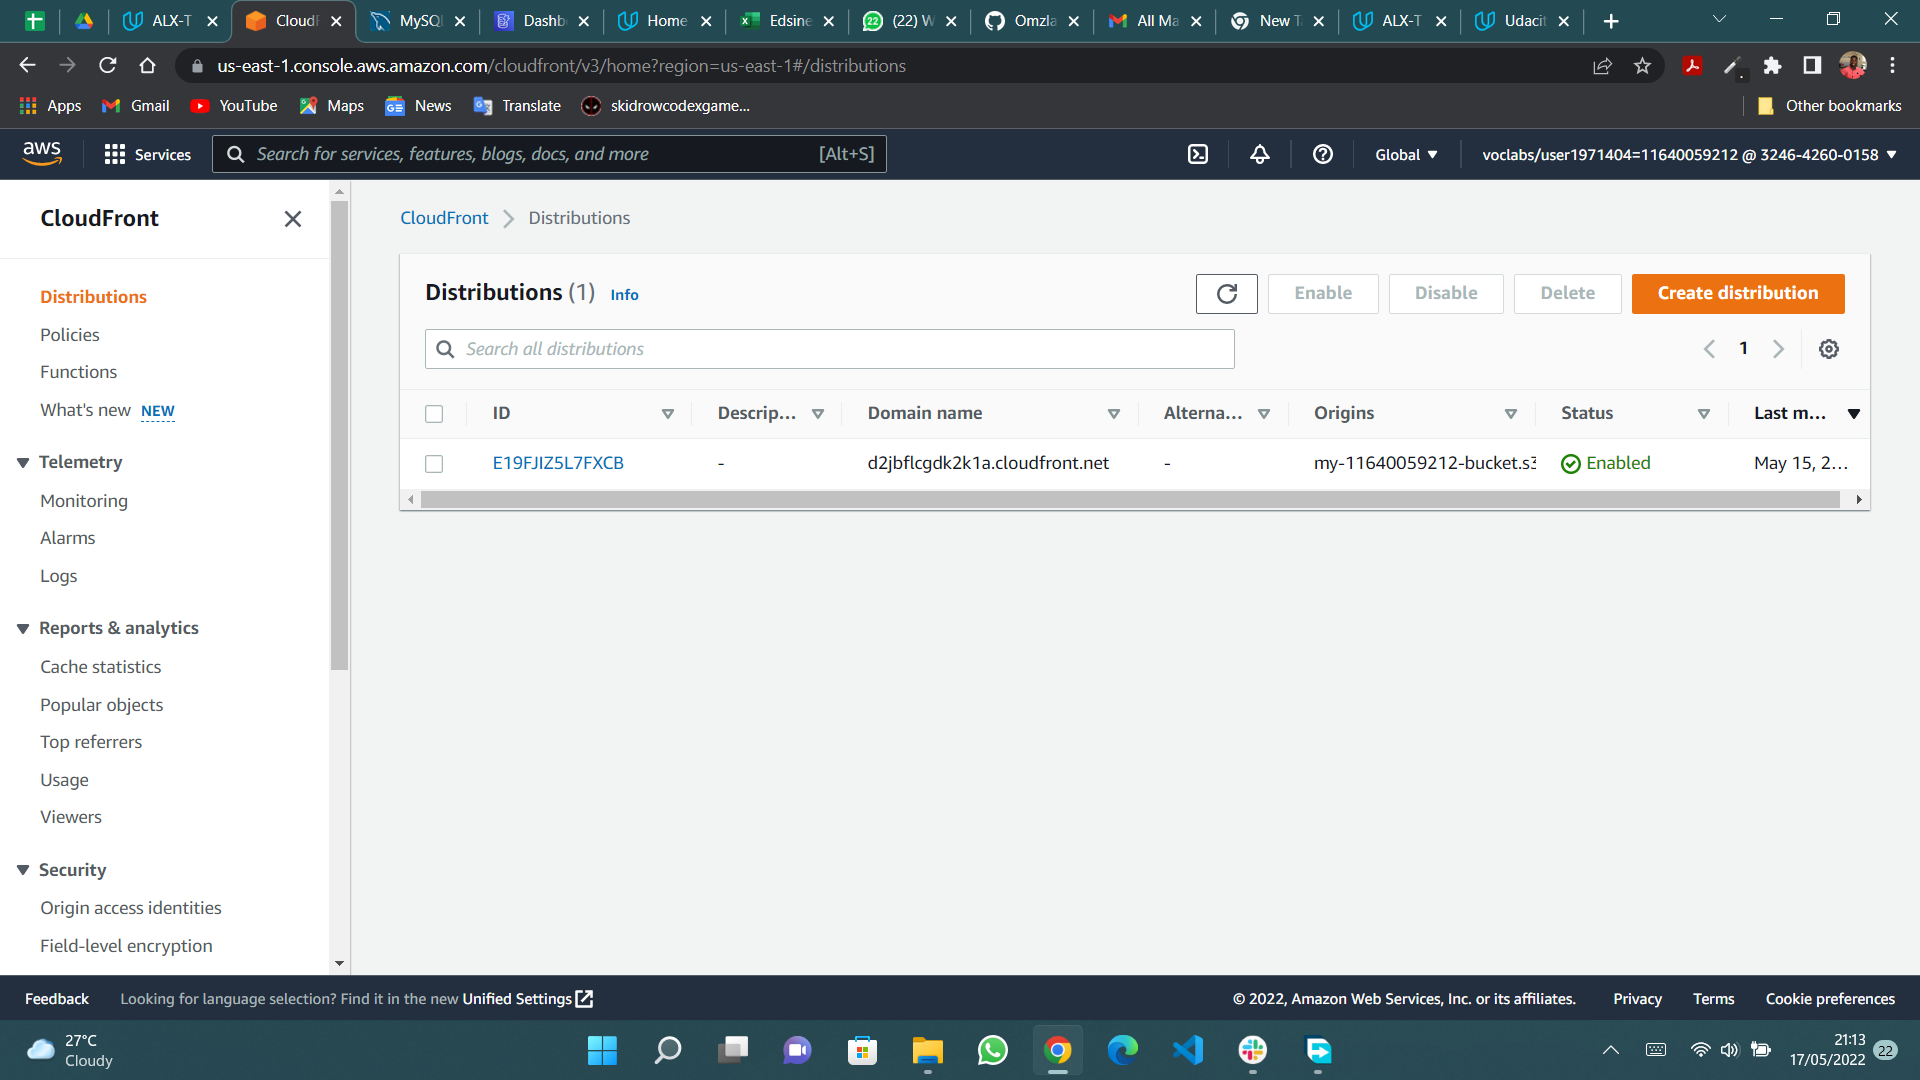 ALX-T
CloudF
MySQL
Dashb
Home
Edsine
(22) W
Omzla
All Ma
New T
ALX-T
Udacit
us-east-1.console.aws.amazon.com/cloudfront/v3/home?region=us-east-1#/distributions
Apps
Gmail
YouTube
Maps
News
Translate
skidrowcodexgame...
Other bookmarks
aws
Services
Search for services, features, blogs, docs, and more
[Alt+S]
Global
voclabs/user1971404=11640059212 @ 3246-4260-0158
CloudFront
Distributions
Policies
Functions
What's new NEW
Telemetry
Monitoring
Alarms
Logs
Reports & analytics
Cache statistics
Popular objects
Top referrers
Usage
Viewers
Security
Origin access identities
Field-level encryption
CloudFront
Distributions
Distributions (1) Info
Enable
Disable
Delete
Create distribution
Search all distributions
1
ID
Descrip...
Domain name
Alterna...
Origins
Status
Last m...
E19FJIZ5L7FXCB
-
d2jbflcgdk2k1a.cloudfront.net
-
my-11640059212-bucket.s3
Enabled
May 15, 2...
Feedback
Looking for language selection? Find it in the new Unified Settings
© 2022, Amazon Web Services, Inc. or its affiliates.
Privacy
Terms
Cookie preferences
27°C
Cloudy
21:13
17/05/2022
22